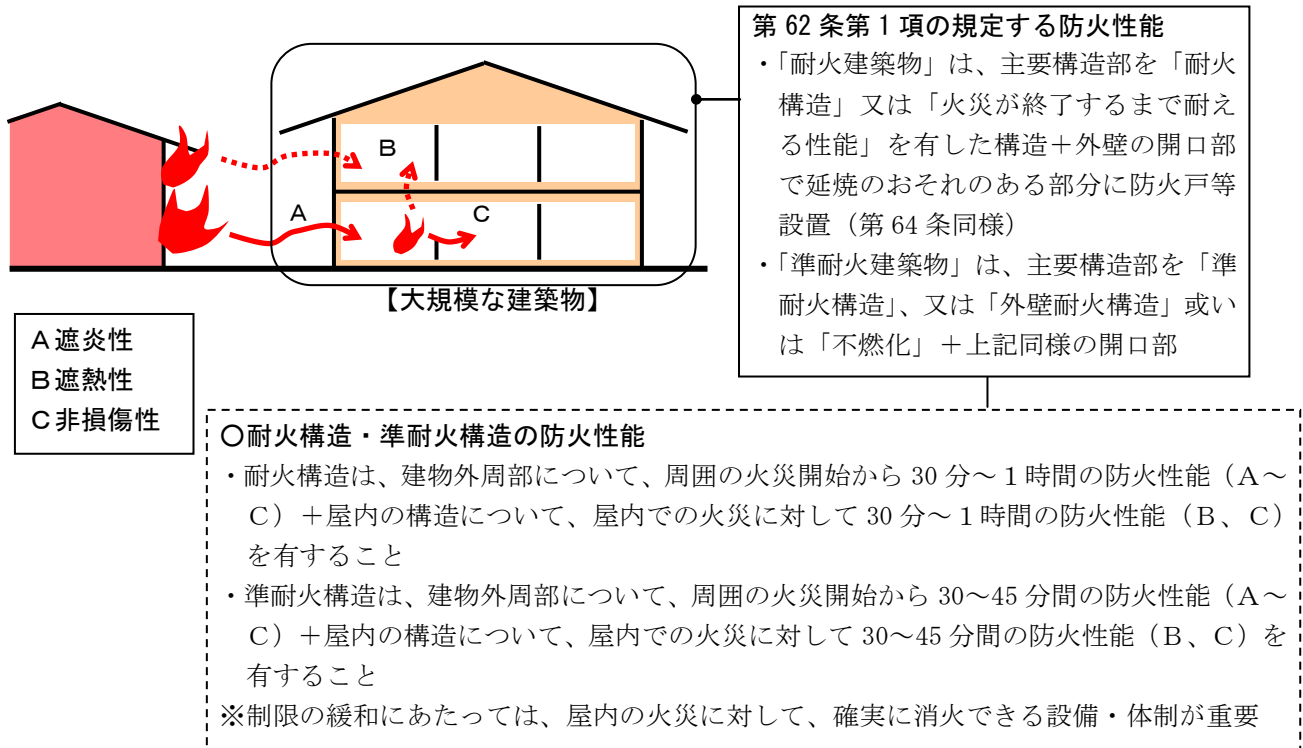 第 62 条第 1 項の規定する防火性能
・「耐火建築物」は、主要構造部を「耐火
構造」又は「火災が終了するまで耐え
る性能」を有した構造＋外壁の開口部
で延焼のおそれのある部分に防火戸等
設置（第 64 条同様）
・「準耐火建築物」は、主要構造部を「準
耐火構造」、又は「外壁耐火構造」或い
は「不燃化」＋上記同様の開口部
B
A
C
【大規模な建築物】
A遮炎性
B遮熱性
C非損傷性
○耐火構造・準耐火構造の防火性能
・耐火構造は、建物外周部について、周囲の火災開始から 30 分～１時間の防火性能（Ａ～
Ｃ）＋屋内の構造について、屋内での火災に対して 30 分～１時間の防火性能（Ｂ、Ｃ）
を有すること
・準耐火構造は、建物外周部について、周囲の火災開始から 30～45 分間の防火性能（Ａ～
Ｃ）＋屋内の構造について、屋内での火災に対して 30～45 分間の防火性能（Ｂ、Ｃ）を
有すること
※制限の緩和にあたっては、屋内の火災に対して、確実に消火できる設備・体制が重要